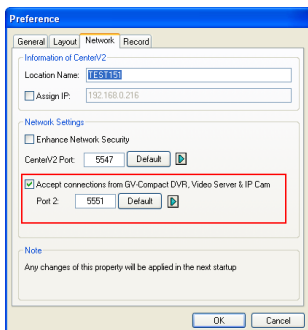 Preference
General Layout Network Record
Information of CenterV2
Location Name: TEST151
Assign IP: 192.168.0.216
Network Settings
Enhance Network Security
CenterV2 Port: 5547 Default
Accept connections from GV-Compact DVR, Video Server & IP Cam
Port 2: 5551 Default
Note
Any changes of this property will be applied in the next startup
OK Cancel